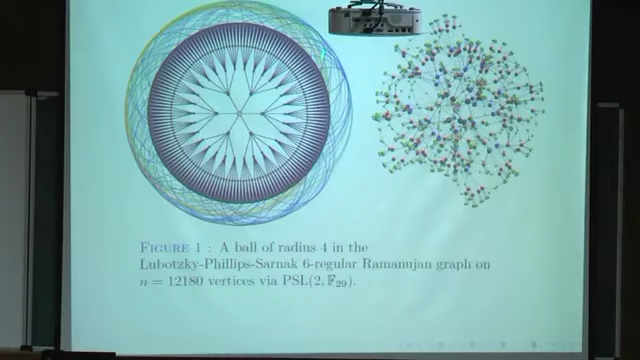 FIGURE 1 : A ball of radius 4 in the
Lubotzky-Phillips-Sarnak 6-regular Ramanujan graph on
n = 12180 vertices via PSL(2, 𝔽₂₉).